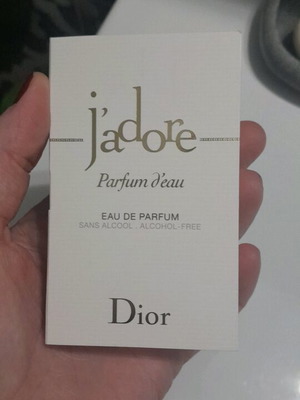 j'adore
Parfum d'eau
EAU DE PARFUM
SANS ALCOOL . ALCOHOL-FREE
Dior